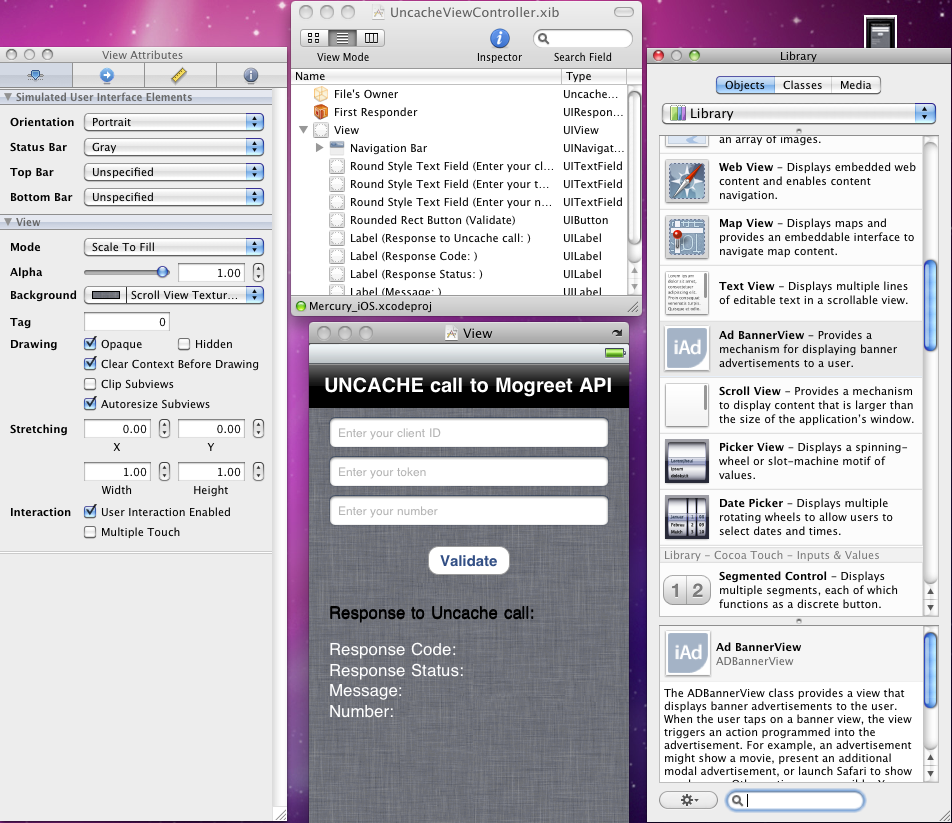 View Attributes
Simulated User Interface Elements
Orientation Portrait
Status Bar Gray
Top Bar Unspecified
Bottom Bar Unspecified
View
Mode Scale To Fill
Alpha 1.00
Background Scroll View Textur...
Tag 0
Drawing Opaque Hidden
Clear Context Before Drawing
Clip Subviews
Autoresize Subviews
Stretching 0.00 0.00
X Y
1.00 1.00
Width Height
Interaction User Interaction Enabled
Multiple Touch
UncacheViewController.xib
View Mode Inspector Search Field
Name Type
File's Owner Uncache...
First Responder UIRespon...
View UIView
Navigation Bar UINavigat...
Round Style Text Field (Enter your cl... UITextField
Round Style Text Field (Enter your t... UITextField
Round Style Text Field (Enter your n... UITextField
Rounded Rect Button (Validate) UIButton
Label (Response to Uncache call: ) UILabel
Label (Response Code: ) UILabel
Label (Response Status: ) UILabel
Label (Message: ) UILabel
Mercury_iOS.xcodeproj
View
UNCACHE call to Mogreet API
Enter your client ID
Enter your token
Enter your number
Validate
Response to Uncache call:
Response Code:
Response Status:
Message:
Number:
Library
Objects Classes Media
Library
an array of images.
Web View – Displays embedded web
content and enables content
navigation.
Map View – Displays maps and
provides an embeddable interface to
navigate map content.
Text View – Displays multiple lines
of editable text in a scrollable view.
iAd
Ad BannerView – Provides a
mechanism for displaying banner
advertisements to a user.
Scroll View – Provides a mechanism
to display content that is larger than
the size of the application's window.
Picker View – Displays a spinning-
wheel or slot-machine motif of
values.
Date Picker – Displays multiple
rotating wheels to allow users to
select dates and times.
Library – Cocoa Touch – Inputs & Values
1 2
Segmented Control – Displays
multiple segments, each of which
functions as a discrete button.
iAd
Ad BannerView
ADBannerView
The ADBannerView class provides a view that
displays banner advertisements to the user.
When the user taps on a banner view, the view
triggers an action programmed into the
advertisement. For example, an advertisement
might show a movie, present an additional
modal advertisement, or launch Safari to show